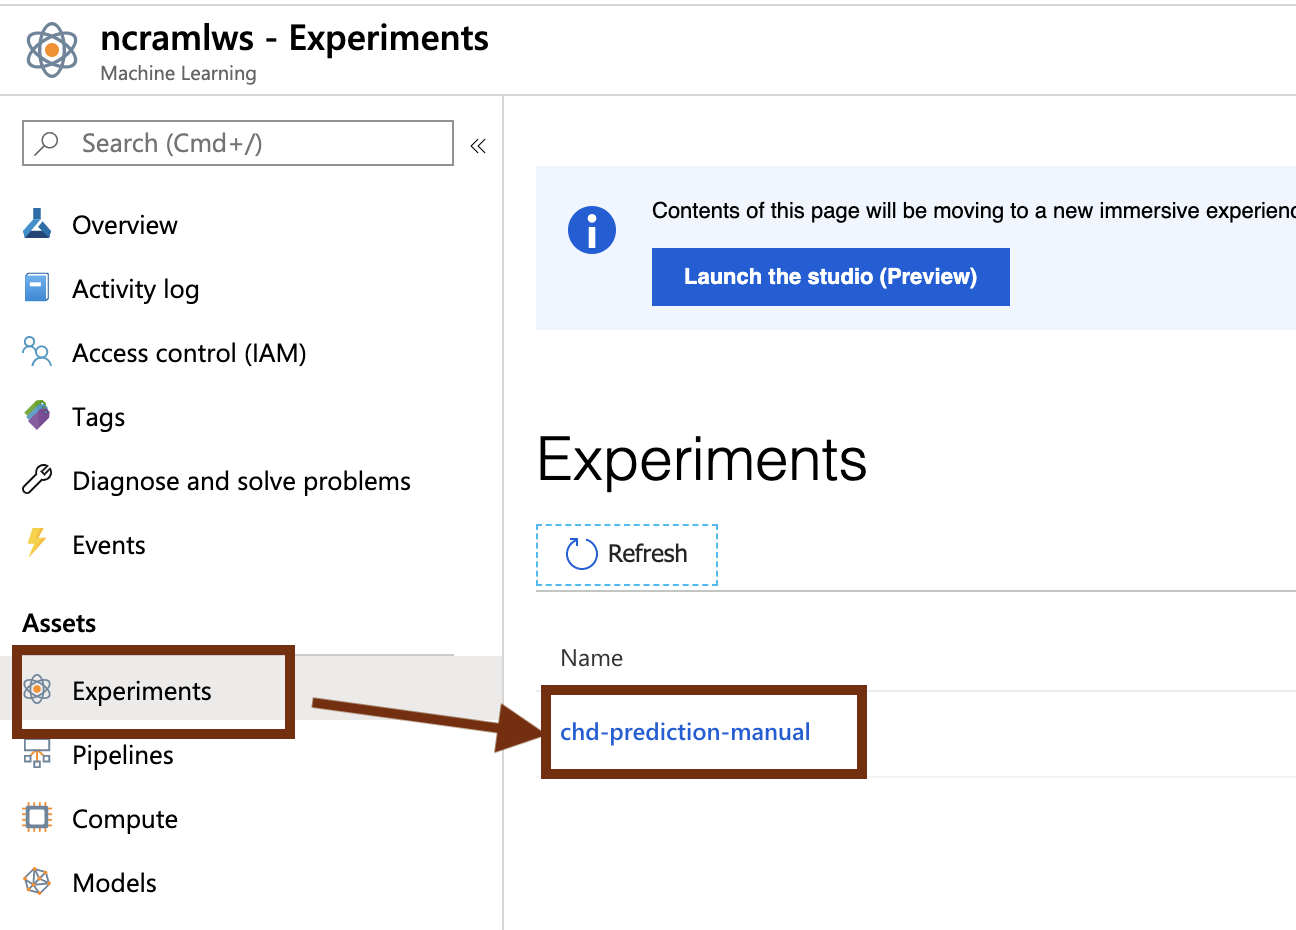 ncramlws - Experiments
Machine Learning
Search (Cmd+/)
Overview
Activity log
Access control (IAM)
Tags
Diagnose and solve problems
Events
Assets
Experiments
Pipelines
Compute
Models
Contents of this page will be moving to a new immersive
Launch the studio (Preview)
Experiments
Refresh
Name
chd-prediction-manual